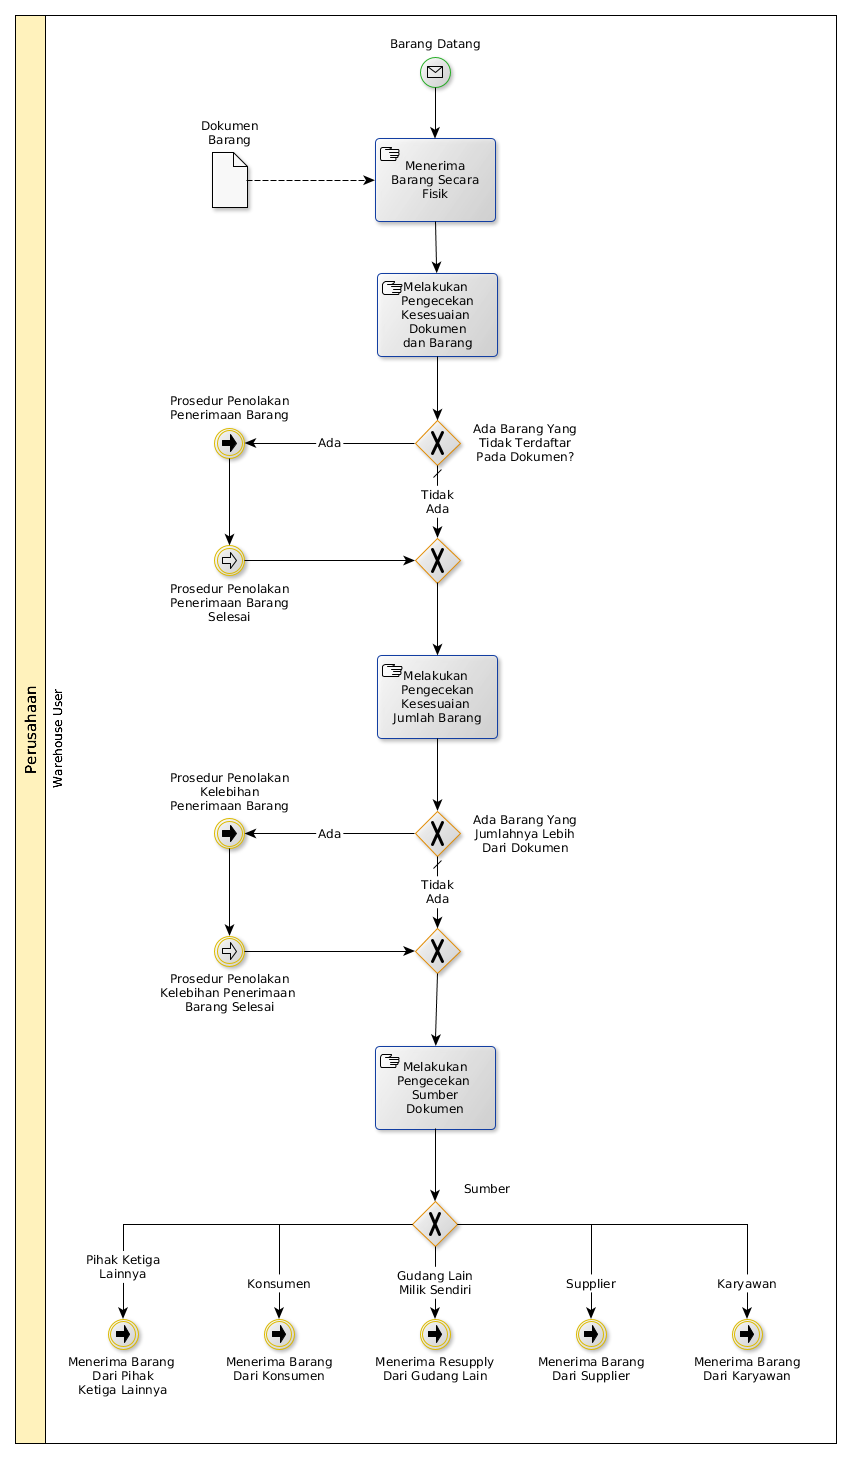 Perusahaan
Warehouse User
Barang Datang
Dokumen
Barang
Menerima
Barang Secara
Fisik
Melakukan
Pengecekan
Kesesuaian
Dokumen
dan Barang
Prosedur Penolakan
Penerimaan Barang
Ada
Ada Barang Yang
Tidak Terdaftar
Pada Dokumen?
Tidak
Ada
Prosedur Penolakan
Penerimaan Barang
Selesai
Melakukan
Pengecekan
Kesesuaian
Jumlah Barang
Prosedur Penolakan
Kelebihan
Penerimaan Barang
Ada
Ada Barang Yang
Jumlahnya Lebih
Dari Dokumen
Tidak
Ada
Prosedur Penolakan
Kelebihan Penerimaan
Barang Selesai
Melakukan
Pengecekan
Sumber
Dokumen
Sumber
Pihak Ketiga
Lainnya
Konsumen
Gudang Lain
Milik Sendiri
Supplier
Karyawan
Menerima Barang
Dari Pihak
Ketiga Lainnya
Menerima Barang
Dari Konsumen
Menerima Resupply
Dari Gudang Lain
Menerima Barang
Dari Supplier
Menerima Barang
Dari Karyawan